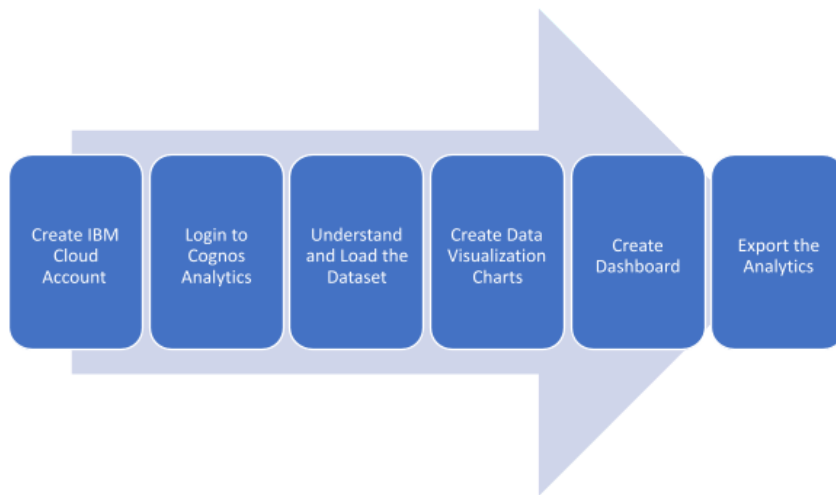 Create IBM
Cloud
Account
Login to
Cognos
Analytics
Understand
and Load the
Dataset
Create Data
Visualization
Charts
Create
Dashboard
Export the
Analytics